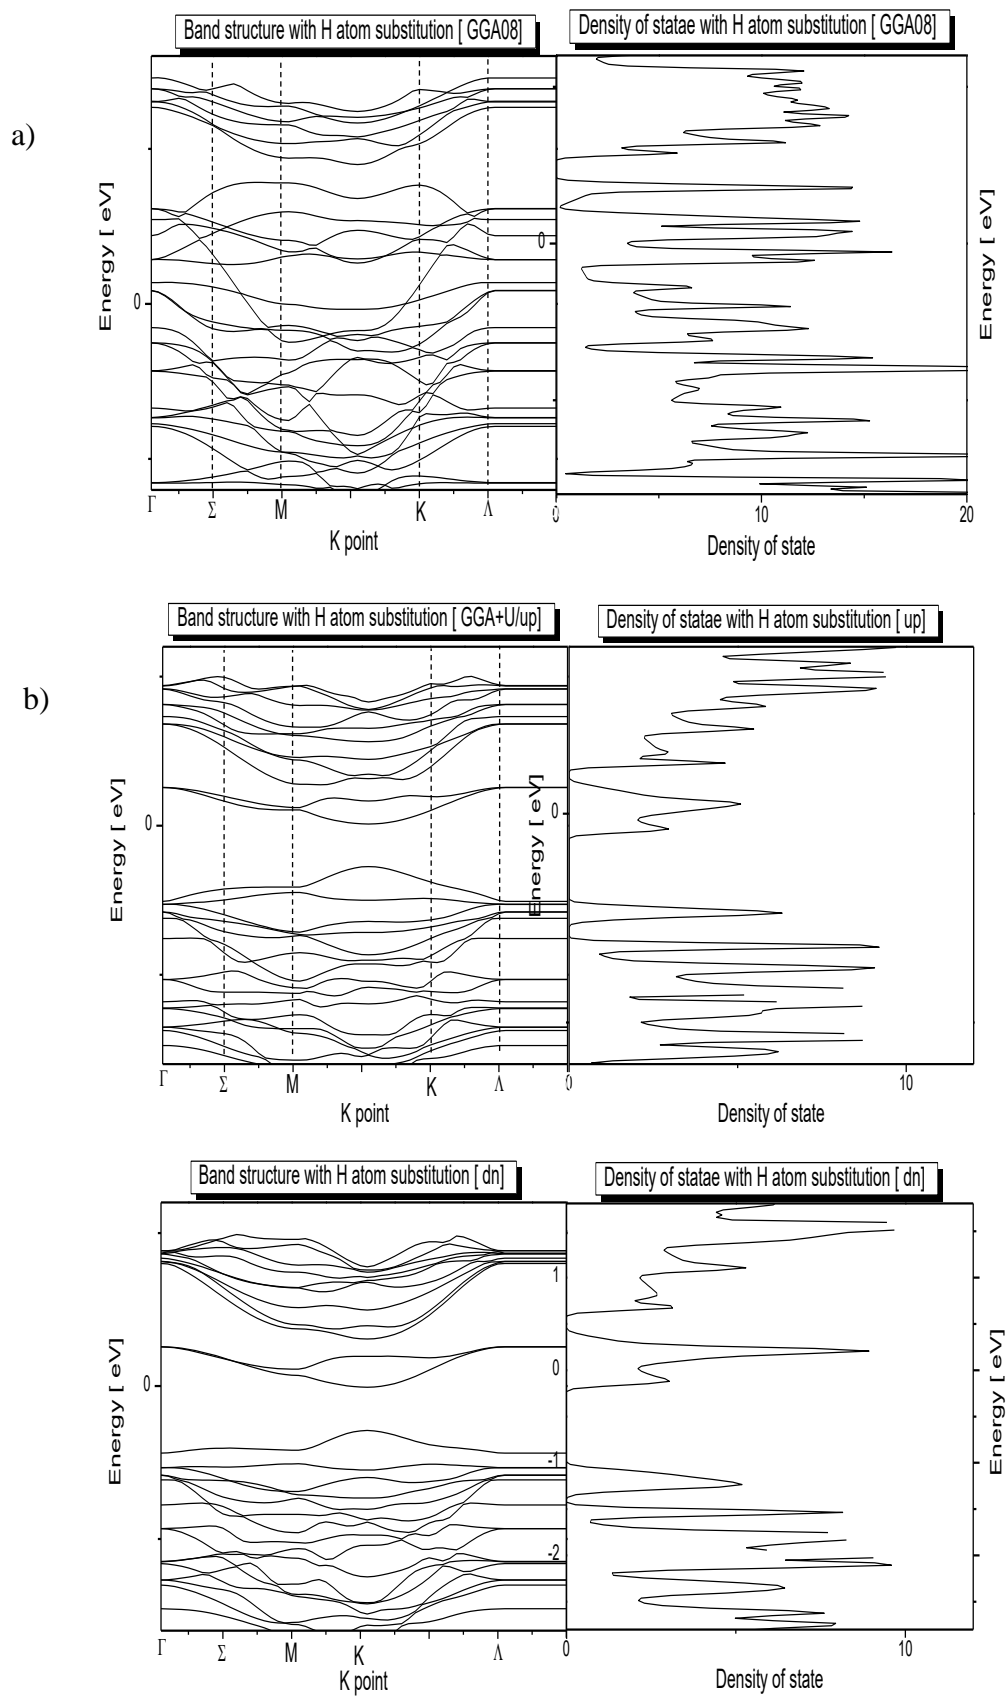 Band structure with H atom substitution [ GGA08]
Density of statae with H atom substitution [ GGA08]
a)
Energy [ eV]
0
0
Energy [ eV]
Γ Σ M K Λ
0 10 20
K point
Density of state
Band structure with H atom substitution [ GGA+U/up]
Density of statae with H atom substitution [ up]
b)
Energy [ eV]
0
Energy [ eV]
0
Γ Σ M K Λ
0 10
K point
Density of state
Band structure with H atom substitution [ dn]
Density of statae with H atom substitution [ dn]
Energy [ eV]
0
1
0
-1
-2
Energy [ eV]
Γ Σ M K Λ
0 10
K point
Density of state